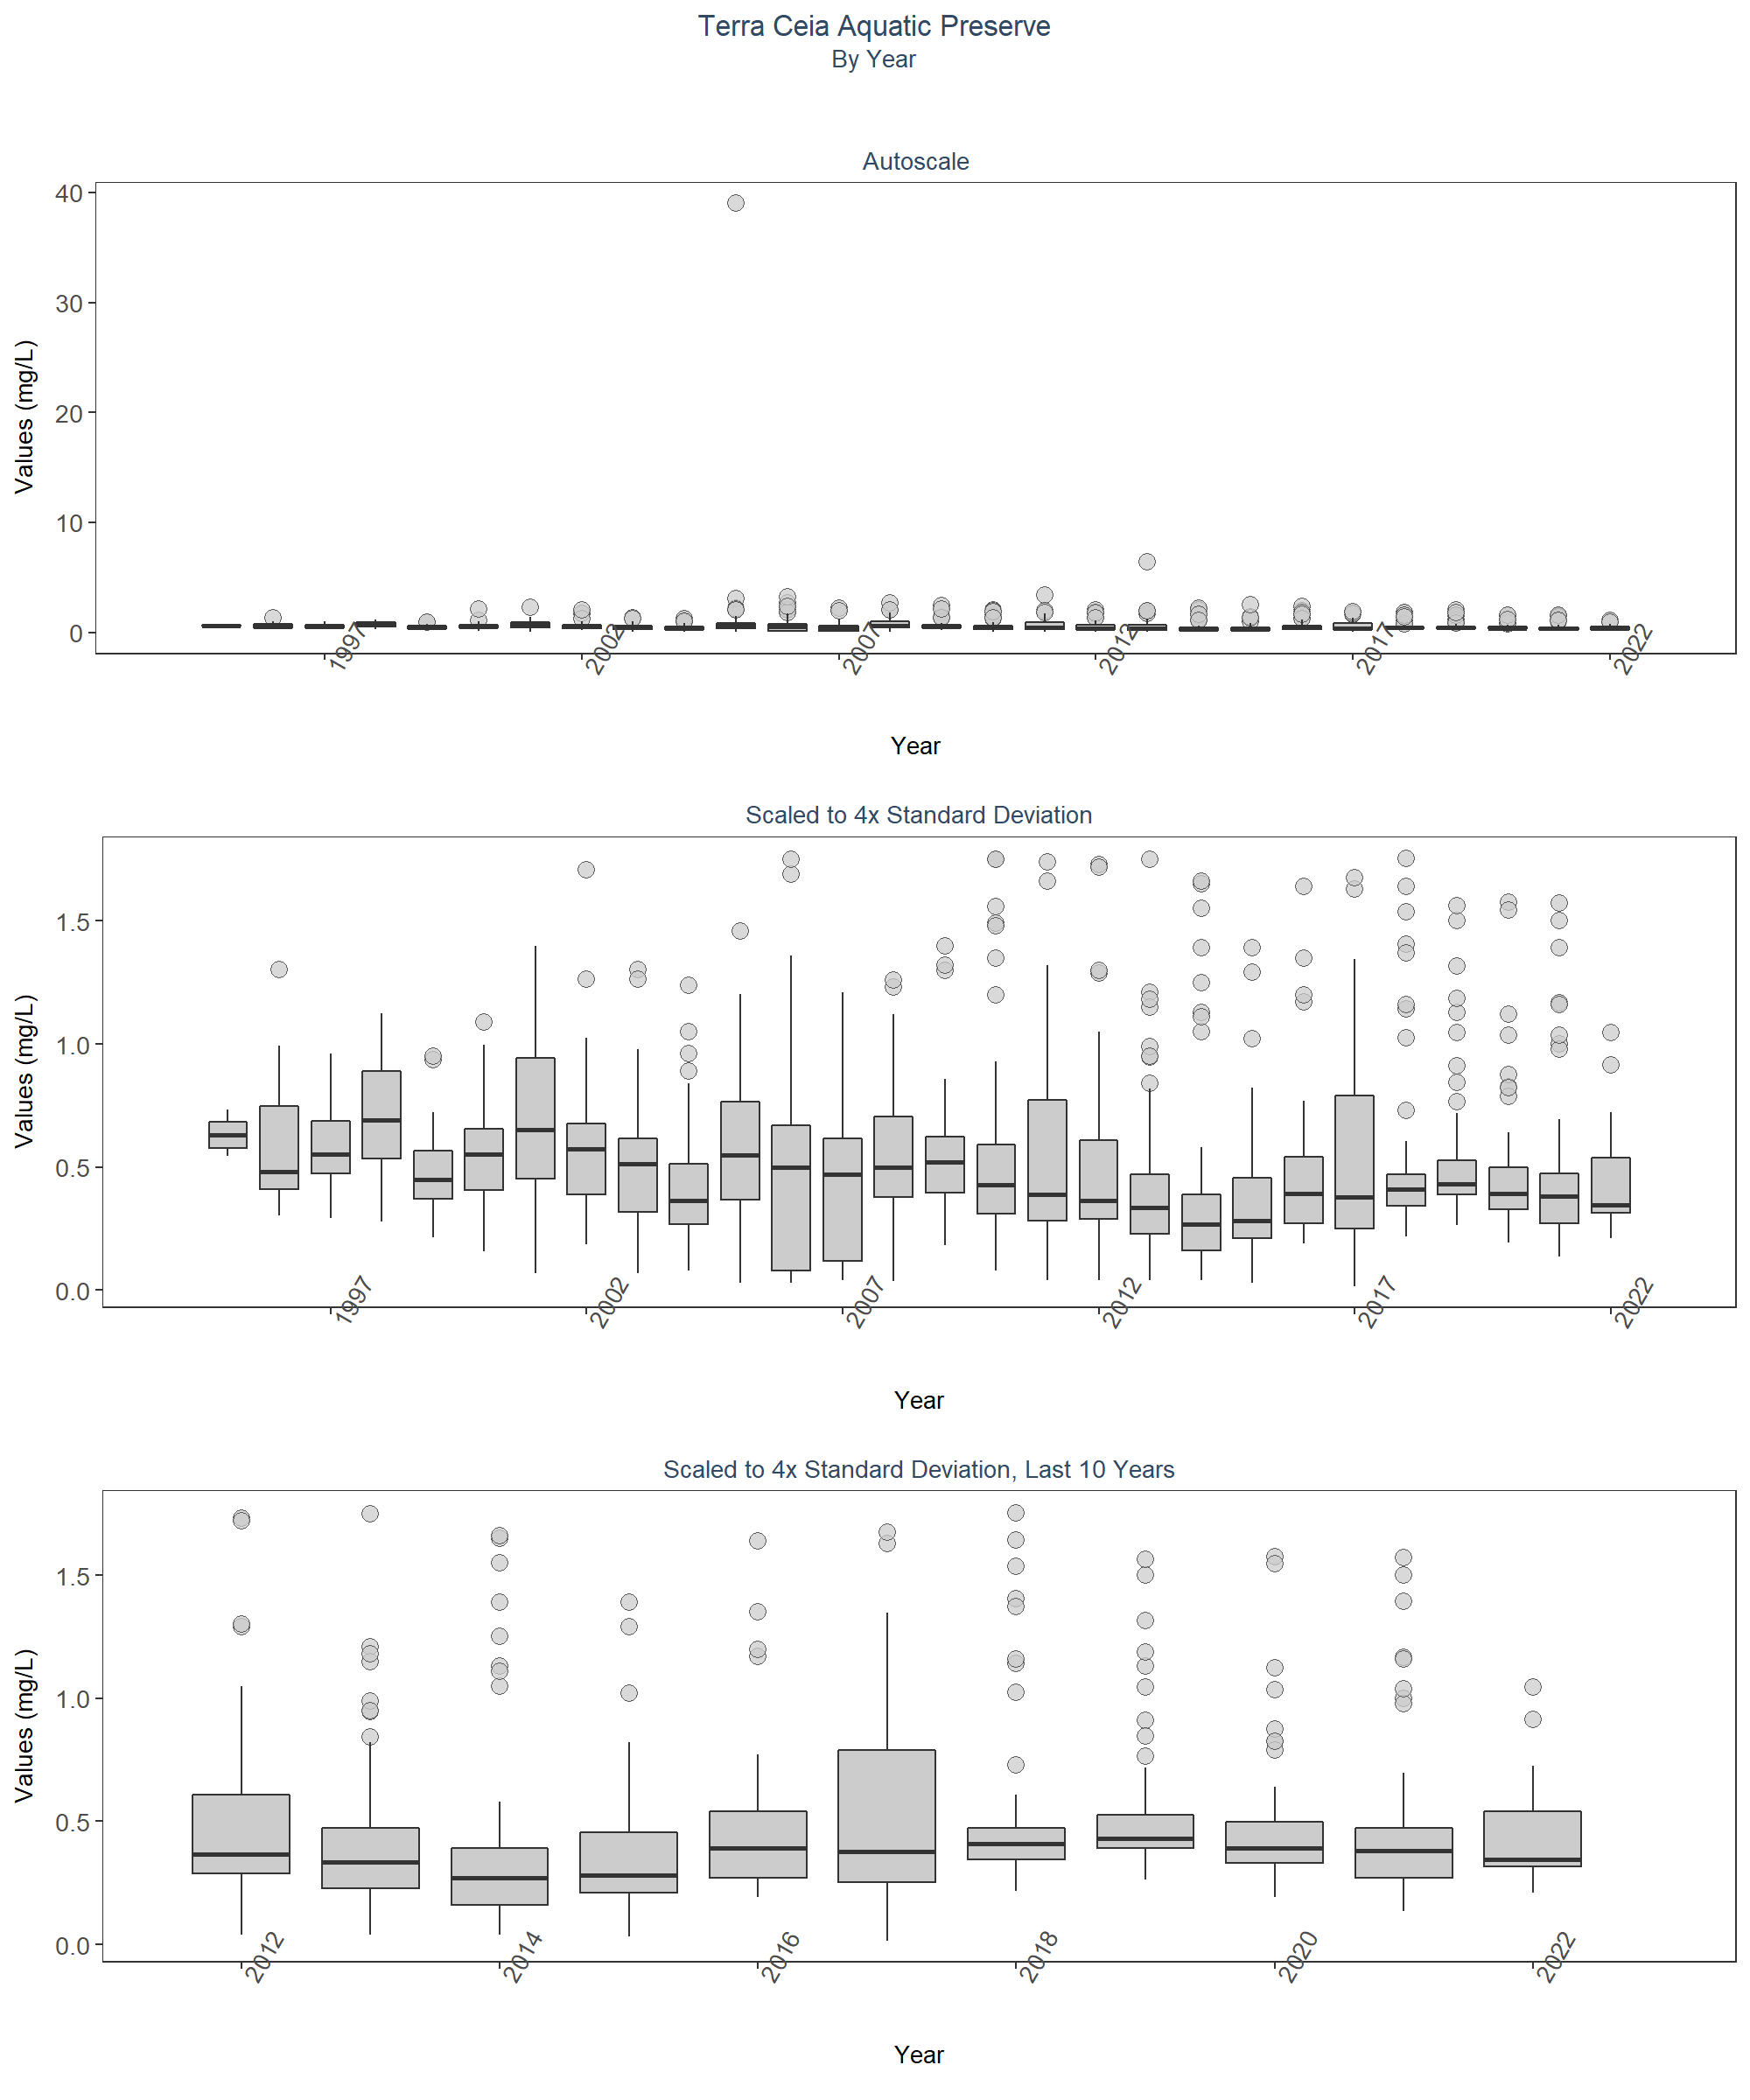 Terra Ceia Aquatic Preserve
By Year
Autoscale
Values (mg/L)
40
30
20
10
0
1997 2002 2007 2012 2017 2022
Year
Scaled to 4x Standard Deviation
Values (mg/L)
1.5
1.0
0.5
0.0
1997 2002 2007 2012 2017 2022
Year
Scaled to 4x Standard Deviation, Last 10 Years
Values (mg/L)
1.5
1.0
0.5
0.0
2012 2014 2016 2018 2020 2022
Year